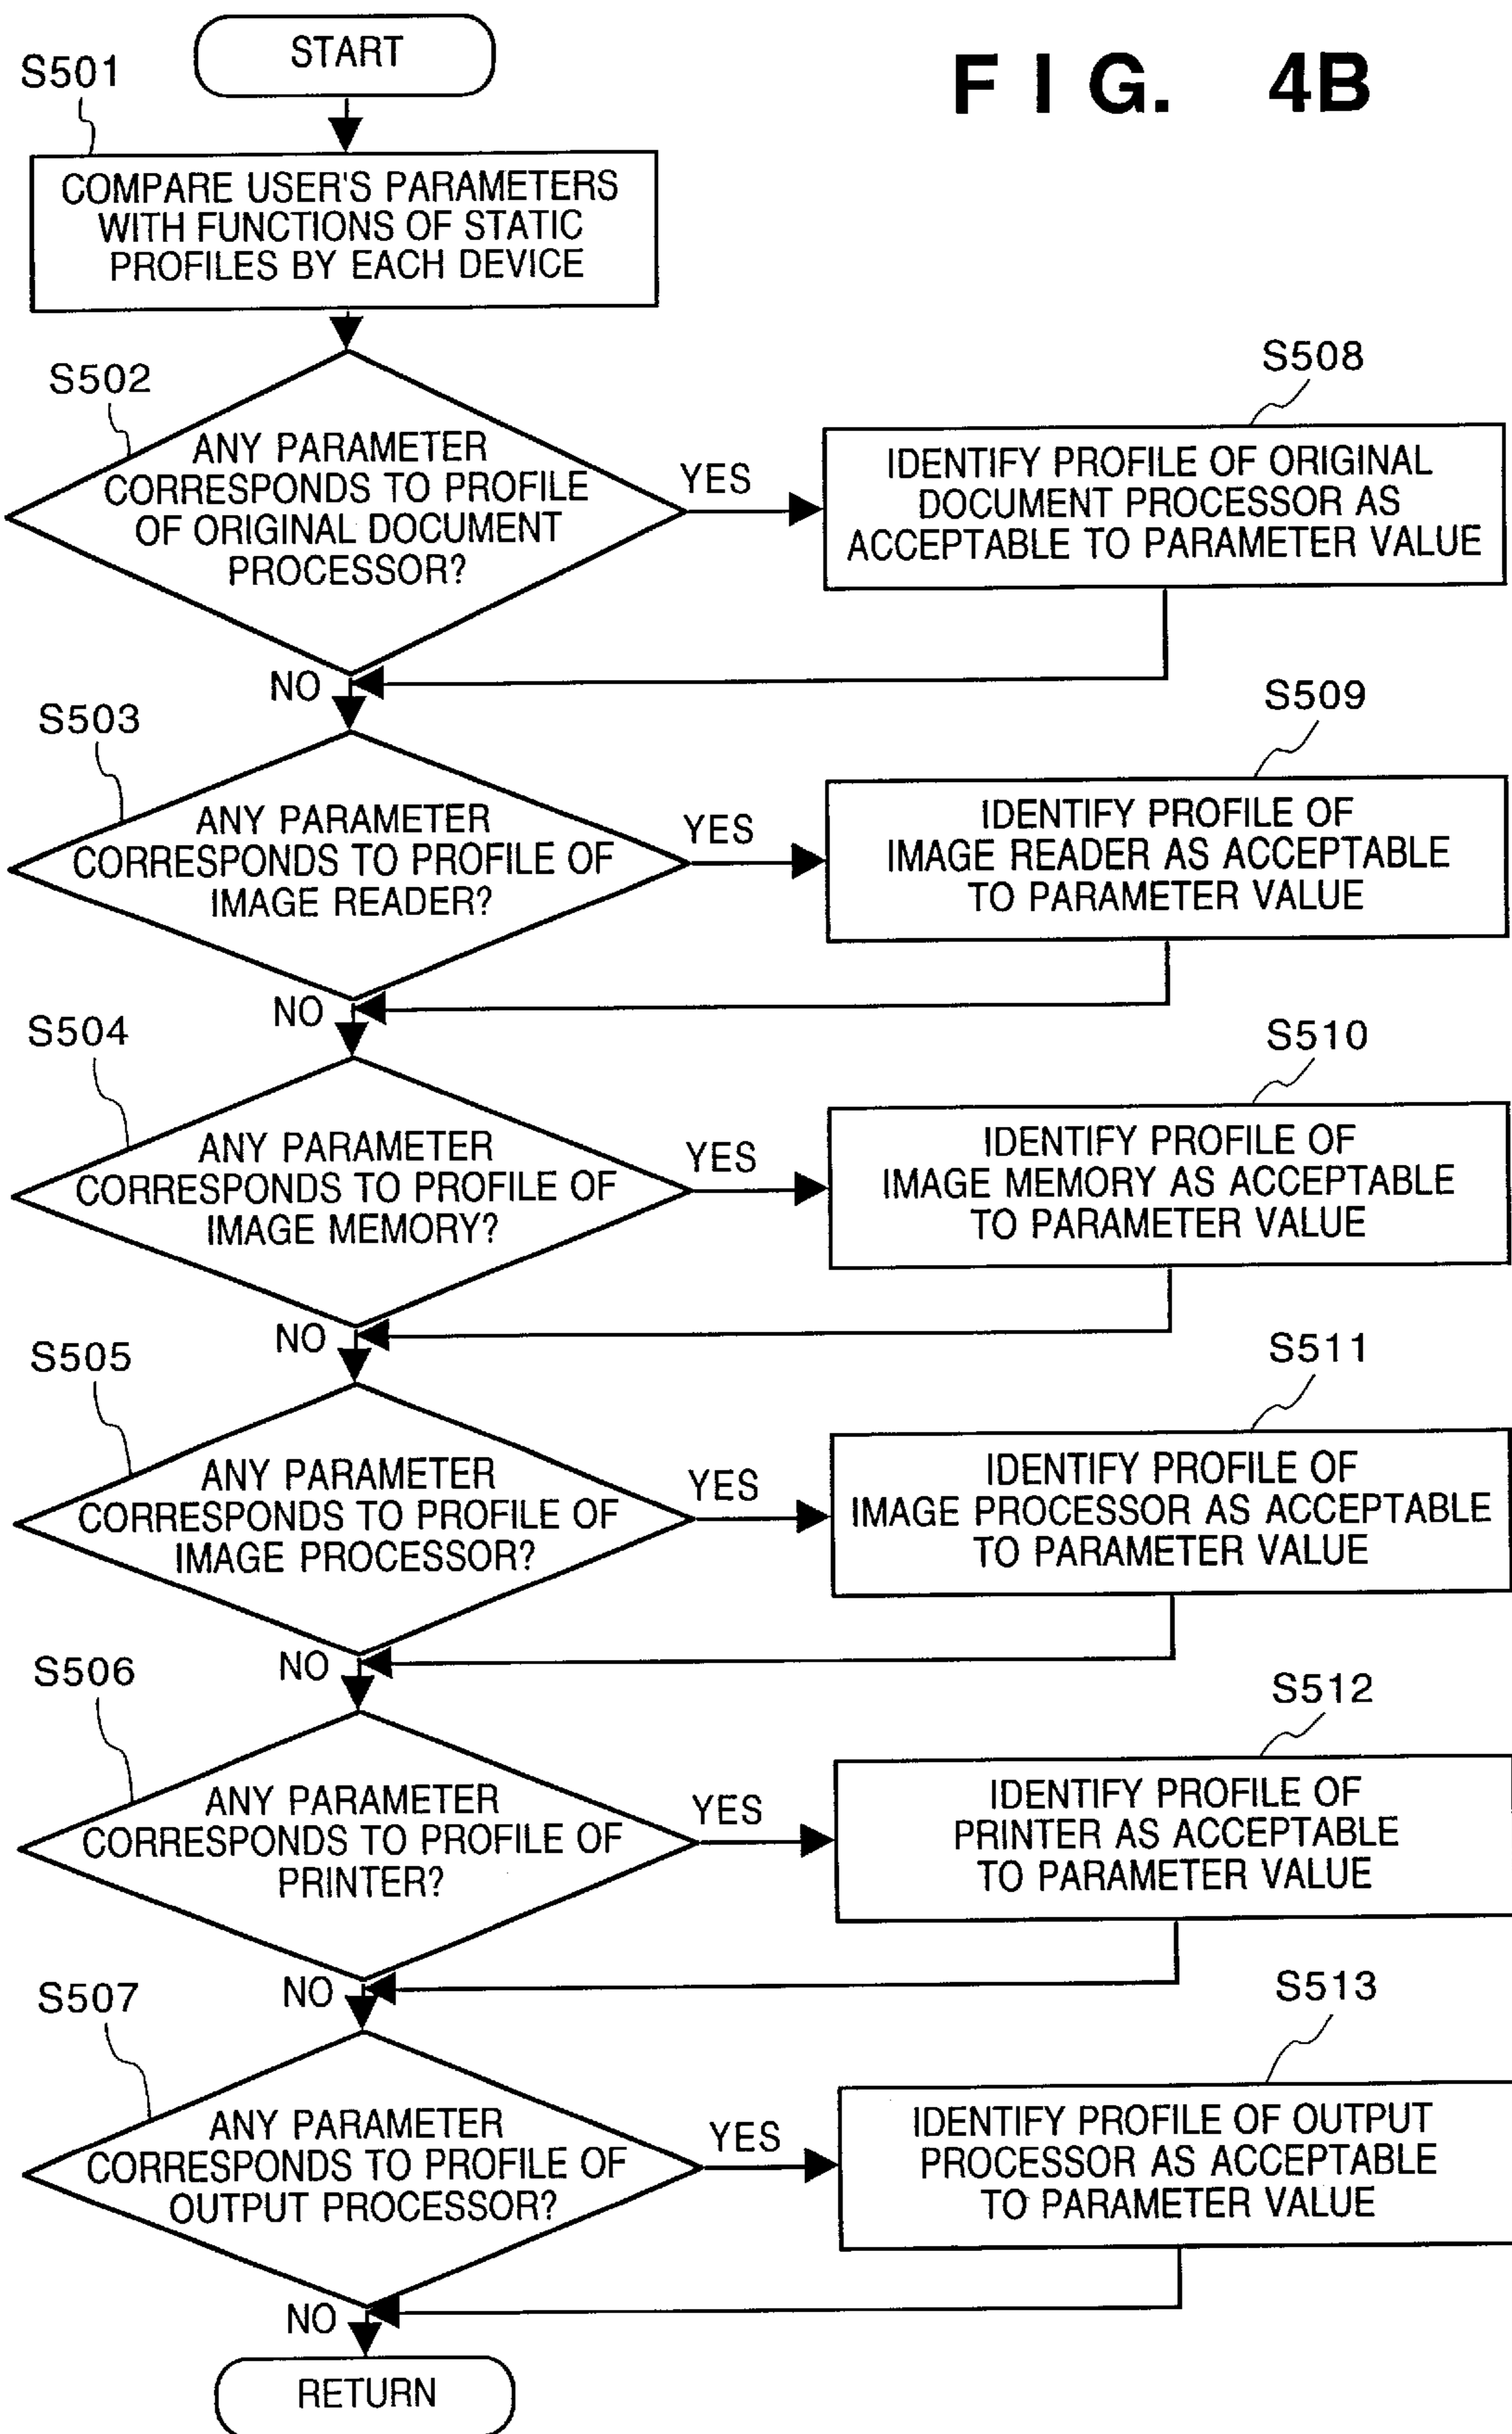 FIG. 4B
START
S501
COMPARE USER'S PARAMETERS
WITH FUNCTIONS OF STATIC
PROFILES BY EACH DEVICE
S502
ANY PARAMETER
CORRESPONDS TO PROFILE
OF ORIGINAL DOCUMENT
PROCESSOR?
YES
NO
S508
IDENTIFY PROFILE OF ORIGINAL
DOCUMENT PROCESSOR AS
ACCEPTABLE TO PARAMETER VALUE
S503
ANY PARAMETER
CORRESPONDS TO PROFILE OF
IMAGE READER?
YES
NO
S509
IDENTIFY PROFILE OF
IMAGE READER AS ACCEPTABLE
TO PARAMETER VALUE
S504
ANY PARAMETER
CORRESPONDS TO PROFILE OF
IMAGE MEMORY?
YES
NO
S510
IDENTIFY PROFILE OF
IMAGE MEMORY AS ACCEPTABLE
TO PARAMETER VALUE
S505
ANY PARAMETER
CORRESPONDS TO PROFILE OF
IMAGE PROCESSOR?
YES
NO
S511
IDENTIFY PROFILE OF
IMAGE PROCESSOR AS ACCEPTABLE
TO PARAMETER VALUE
S506
ANY PARAMETER
CORRESPONDS TO PROFILE OF
PRINTER?
YES
NO
S512
IDENTIFY PROFILE OF
PRINTER AS ACCEPTABLE
TO PARAMETER VALUE
S507
ANY PARAMETER
CORRESPONDS TO PROFILE OF
OUTPUT PROCESSOR?
YES
NO
S513
IDENTIFY PROFILE OF OUTPUT
PROCESSOR AS ACCEPTABLE
TO PARAMETER VALUE
RETURN